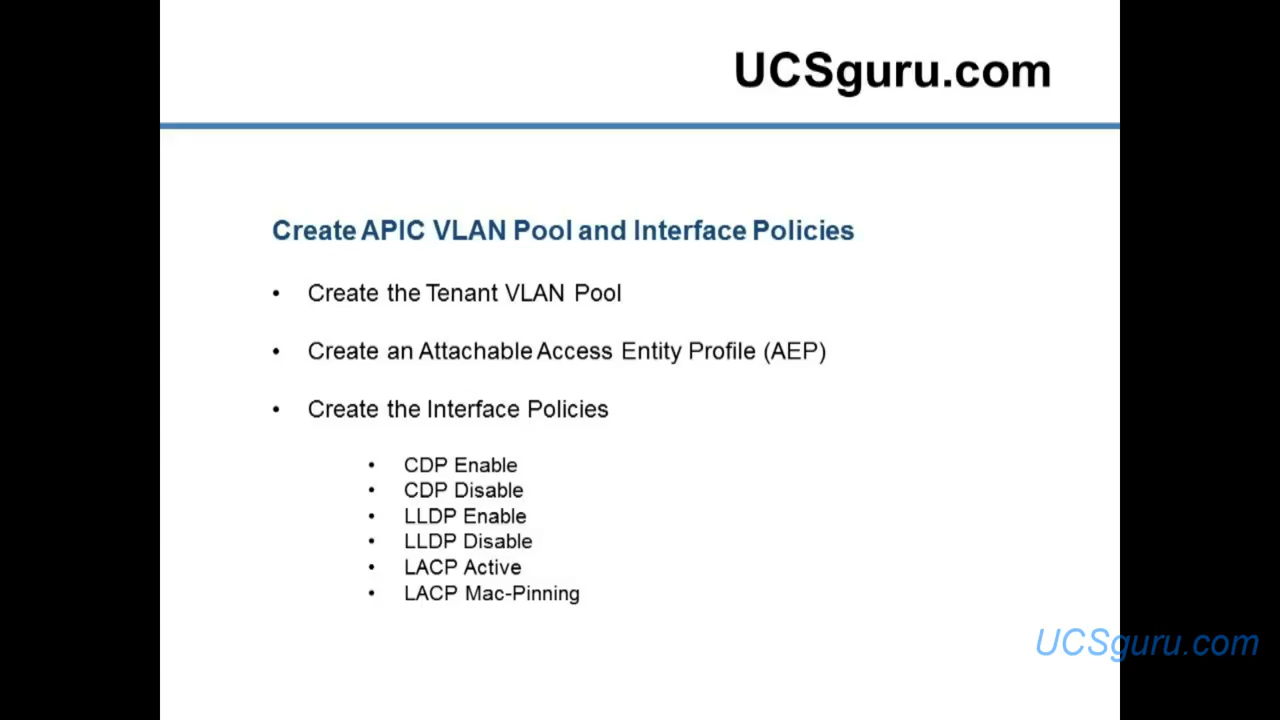 UCSguru.com
Create APIC VLAN Pool and Interface Policies
• Create the Tenant VLAN Pool
• Create an Attachable Access Entity Profile (AEP)
• Create the Interface Policies
• CDP Enable
• CDP Disable
• LLDP Enable
• LLDP Disable
• LACP Active
• LACP Mac-Pinning
UCSguru.com